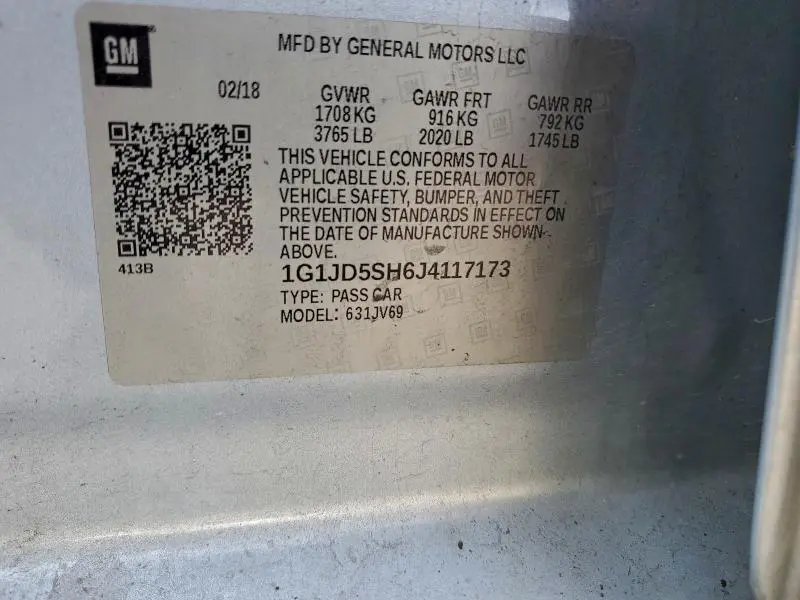 GM
MFD BY GENERAL MOTORS LLC
02/18 GVWR GAWR FRT GAWR RR
1708 KG 916 KG 792 KG
3765 LB 2020 LB 1745 LB
THIS VEHICLE CONFORMS TO ALL
APPLICABLE U.S. FEDERAL MOTOR
VEHICLE SAFETY, BUMPER, AND THEFT
PREVENTION STANDARDS IN EFFECT ON
THE DATE OF MANUFACTURE SHOWN
ABOVE.
413B
1G1JD5SH6J4117173
TYPE: PASS CAR
MODEL: 631JV69